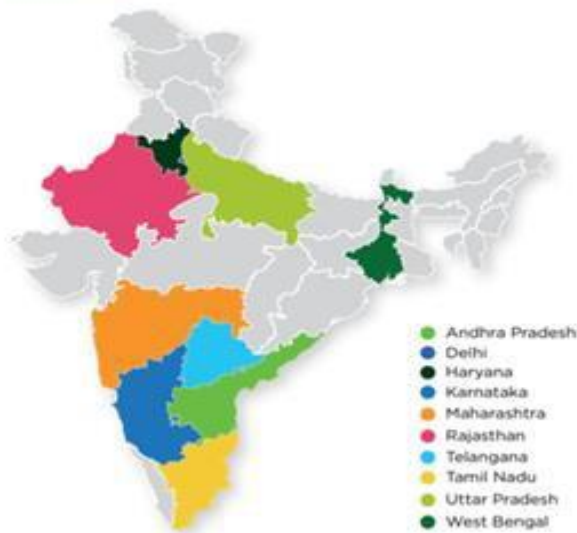 Andhra Pradesh
Delhi
Haryana
Karnataka
Maharashtra
Rajasthan
Telangana
Tamil Nadu
Uttar Pradesh
West Bengal